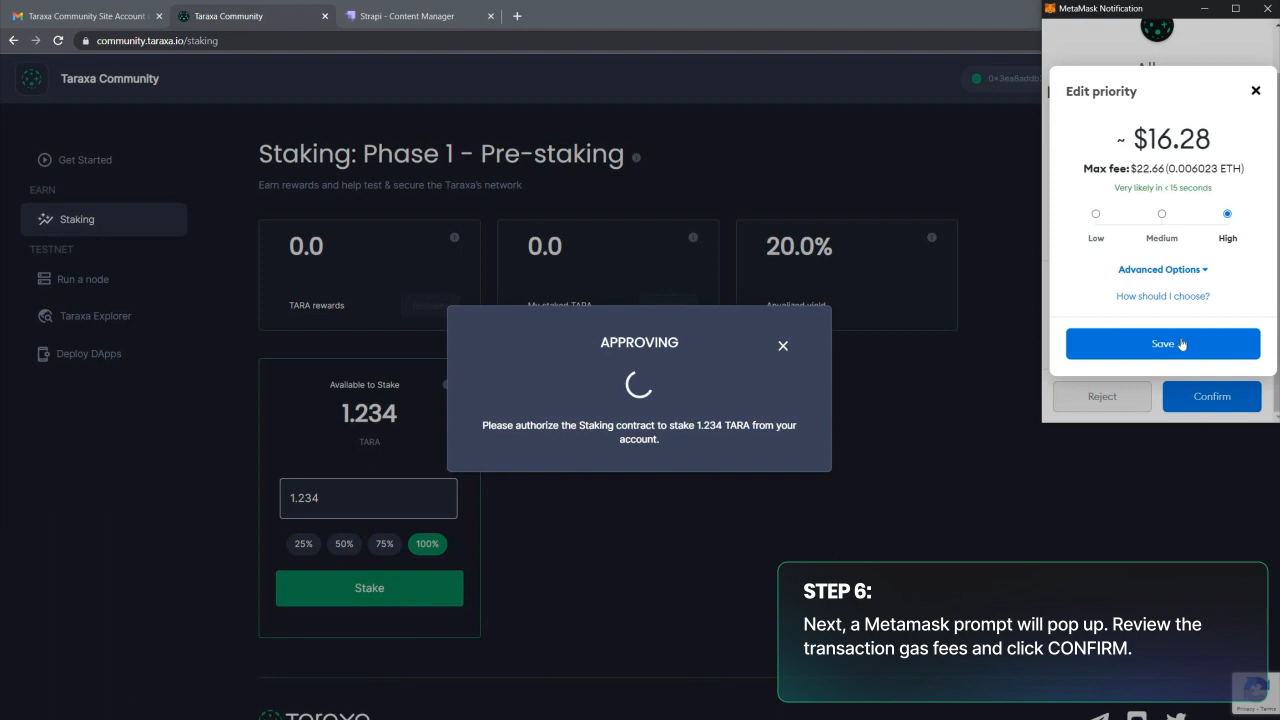 Taraxa Community Site Account
Taraxa Community
Strapi - Content Manager
MetaMask Notification
community.taraxa.io/staking
Taraxa Community
Get Started
EARN
Staking
TESTNET
Run a node
Taraxa Explorer
Deploy DApps
Staking: Phase 1 - Pre-staking
Earn rewards and help test & secure the Taraxa's network
0.0
TARA rewards
0.0
My staked TARA
20.0%
Available to Stake
1.234
TARA
1.234
25%
50%
75%
100%
Stake
APPROVING
Please authorize the Staking contract to stake 1.234 TARA from your
account.
Edit priority
~ $16.28
Max fee: $22.66 (0.006023 ETH)
Very likely in < 15 seconds
Low
Medium
High
Advanced Options
How should I choose?
Save
Reject
Confirm
STEP 6:
Next, a Metamask prompt will pop up. Review the
transaction gas fees and click CONFIRM.
Taraxa
Privacy - Terms